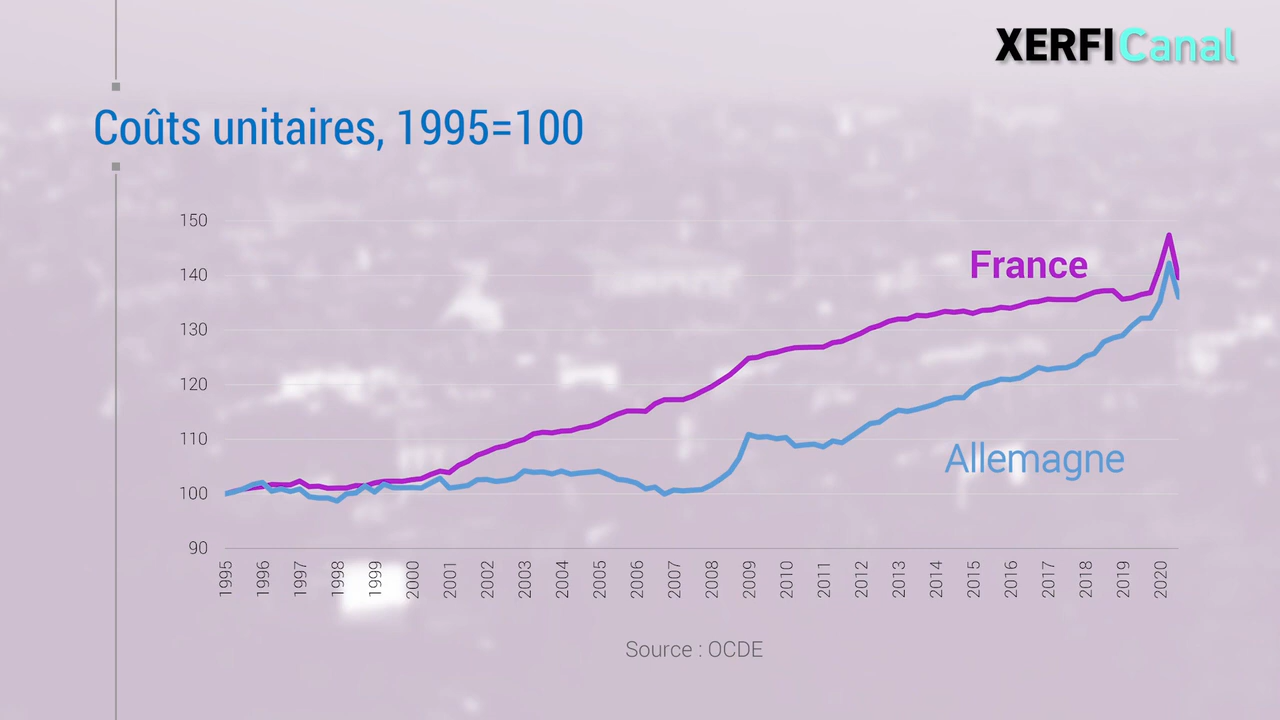 XERFI Canal
Coûts unitaires, 1995=100
150
140
130
120
110
100
90
France
Allemagne
1995 1996 1997 1998 1999 2000 2001 2002 2003 2004 2005 2006 2007 2008 2009 2010 2011 2012 2013 2014 2015 2016 2017 2018 2019 2020
Source : OCDE